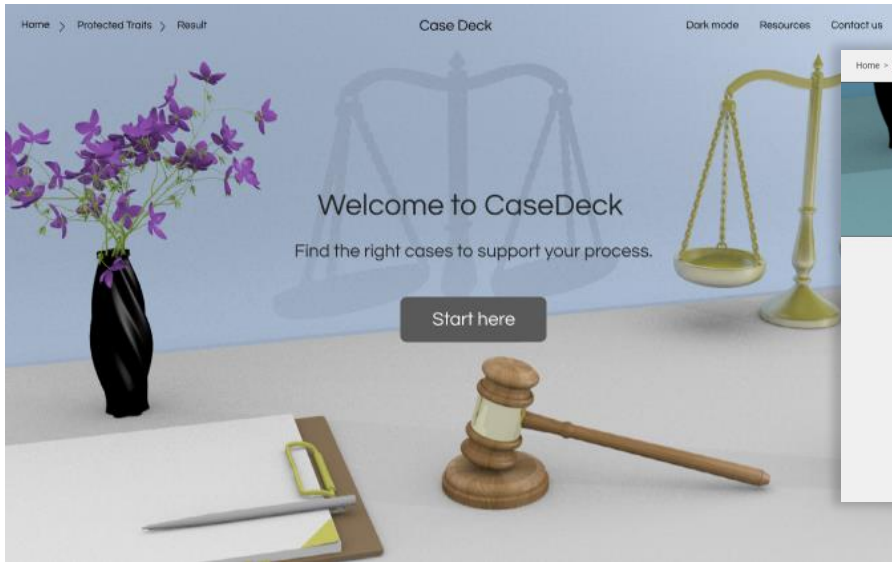 Home > Protected Traits > Result
Case Deck
Dark mode
Resources
Contact us
Home >
Welcome to CaseDeck
Find the right cases to support your process.
Start here